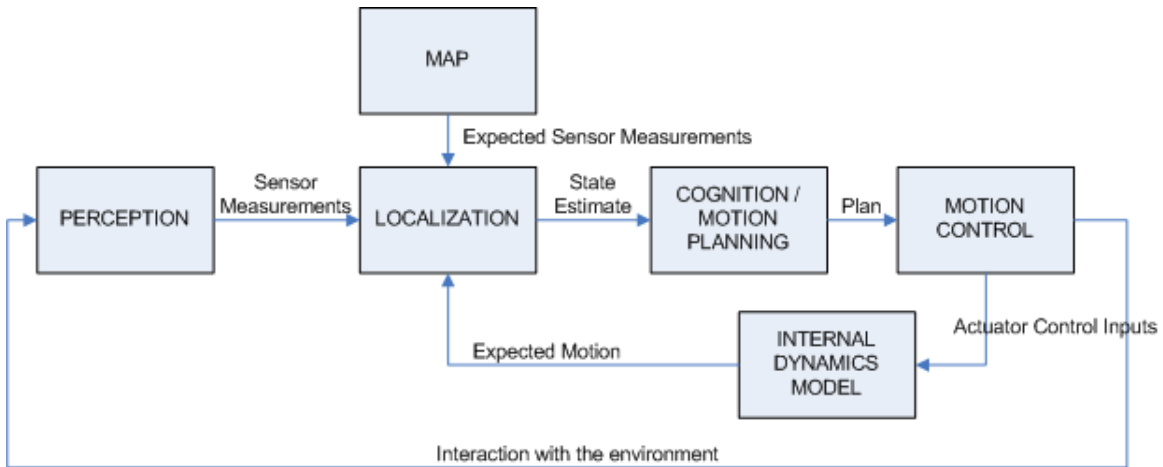 MAP
Expected Sensor Measurements
PERCEPTION
Sensor
Measurements
LOCALIZATION
State
Estimate
COGNITION /
MOTION
PLANNING
Plan
MOTION
CONTROL
Actuator Control Inputs
INTERNAL
DYNAMICS
MODEL
Expected Motion
Interaction with the environment